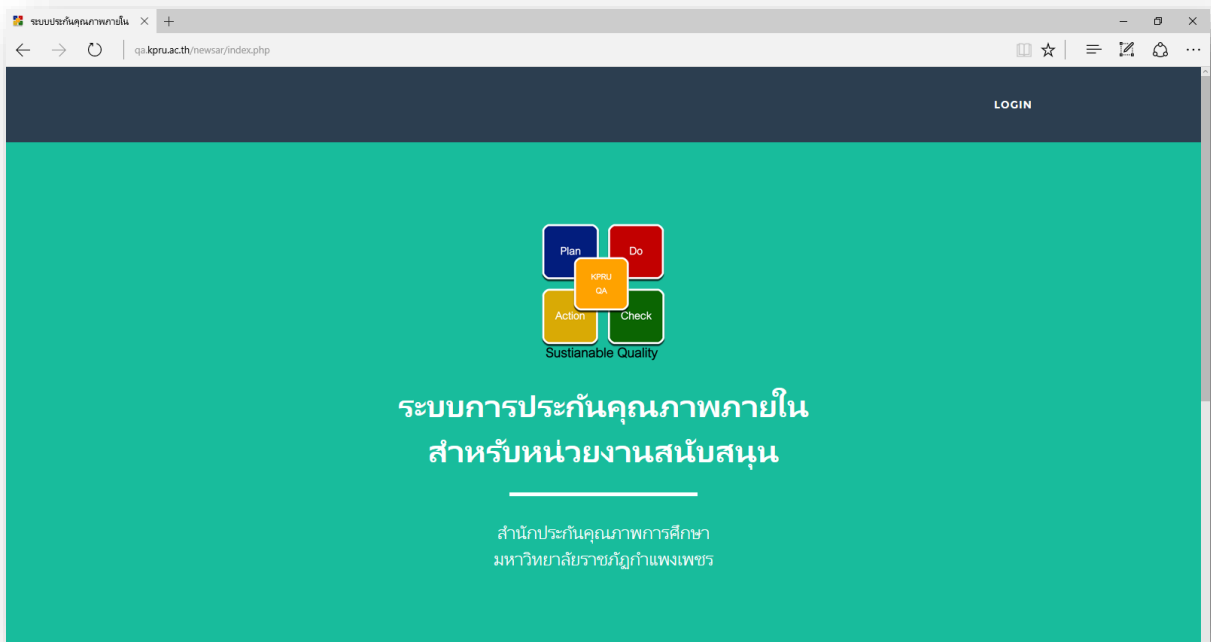 ระบบประกันคุณภาพภายใน
qa.kpru.ac.th/newsar/index.php
LOGIN
Plan
Do
KPRU
QA
Action
Check
Sustianable Quality
ระบบการประกันคุณภาพภายใน
สำหรับหน่วยงานสนับสนุน
สำนักประกันคุณภาพการศึกษา
มหาวิทยาลัยราชภัฏกำแพงเพชร